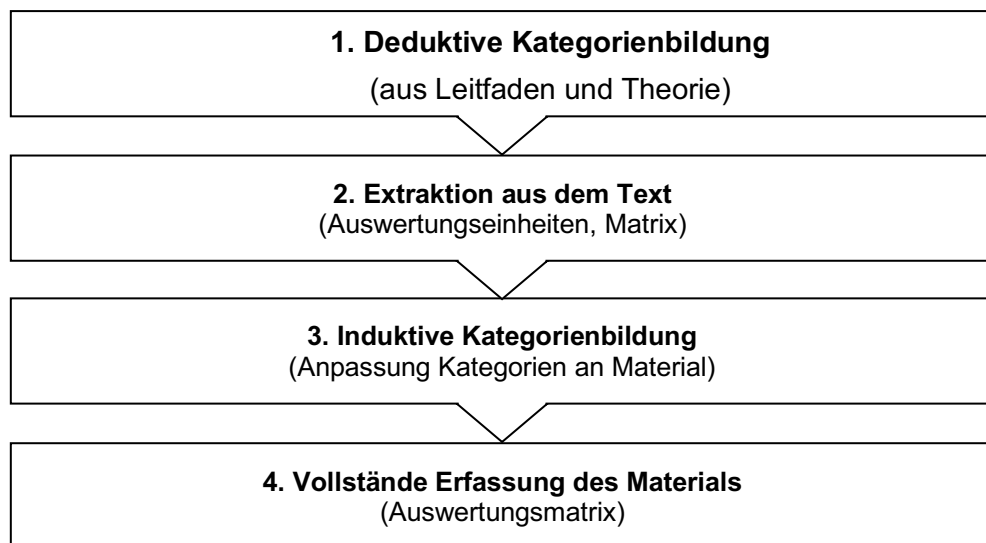 1. Deduktive Kategorienbildung
(aus Leitfaden und Theorie)
2. Extraktion aus dem Text
(Auswertungseinheiten, Matrix)
3. Induktive Kategorienbildung
(Anpassung Kategorien an Material)
4. Vollstände Erfassung des Materials
(Auswertungsmatrix)